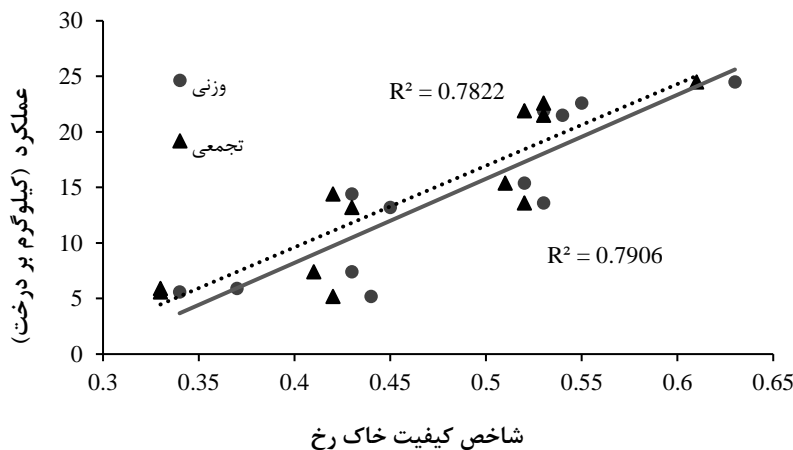 30
25
20
15
10
5
0
عملکرد (کیلوگرم بر درخت)
وزنی
تجمعی
R² = 0.7822
R² = 0.7906
0.3 0.35 0.4 0.45 0.5 0.55 0.6 0.65
شاخص کیفیت خاک رخ